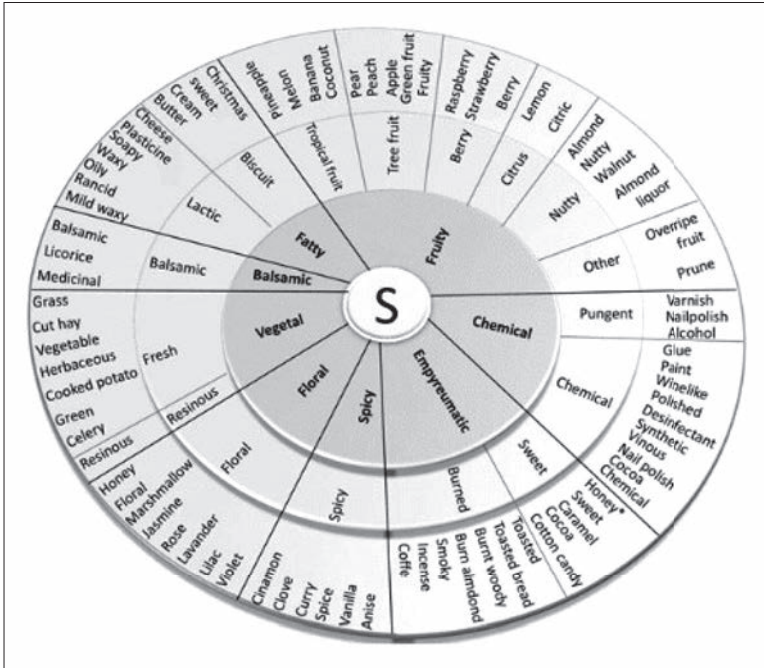 S
Fruity
Chemical
Empyreumatic
Spicy
Floral
Vegetal
Balsamic
Fatty
Biscuit
Tropical fruit
Tree fruit
Berry
Citrus
Nutty
Other
Pungent
Chemical
Sweet
Burned
Spicy
Floral
Resinous
Fresh
Balsamic
Lactic
Butter
Cream
sweet
Christmas
Pineapple
Melon
Banana
Coconut
Pear
Peach
Apple
Green fruit
Fruity
Raspberry
Strawberry
Berry
Lemon
Citric
Almond
Nutty
Walnut
Almond
liquor
Overripe
fruit
Prune
Varnish
Nailpolish
Alcohol
Glue
Paint
Winelike
Polished
Desinfectant
Synthetic
Vinous
Nail polish
Cocoa
Chemical
Honey*
Sweet
Caramel
Cocoa
Cotton candy
Toasted
Toasted bread
Burnt woody
Burn almdond
Smoky
Incense
Coffe
Anise
Vanilla
Spice
Curry
Clove
Cinamon
Violet
Lilac
Lavander
Rose
Jasmine
Marshmallow
Floral
Honey
Resinous
Celery
Green
Cooked potato
Herbaceous
Vegetable
Cut hay
Grass
Medicinal
Licorice
Balsamic
Mild waxy
Rancid
Oily
Waxy
Soapy
Plasticine
Cheese